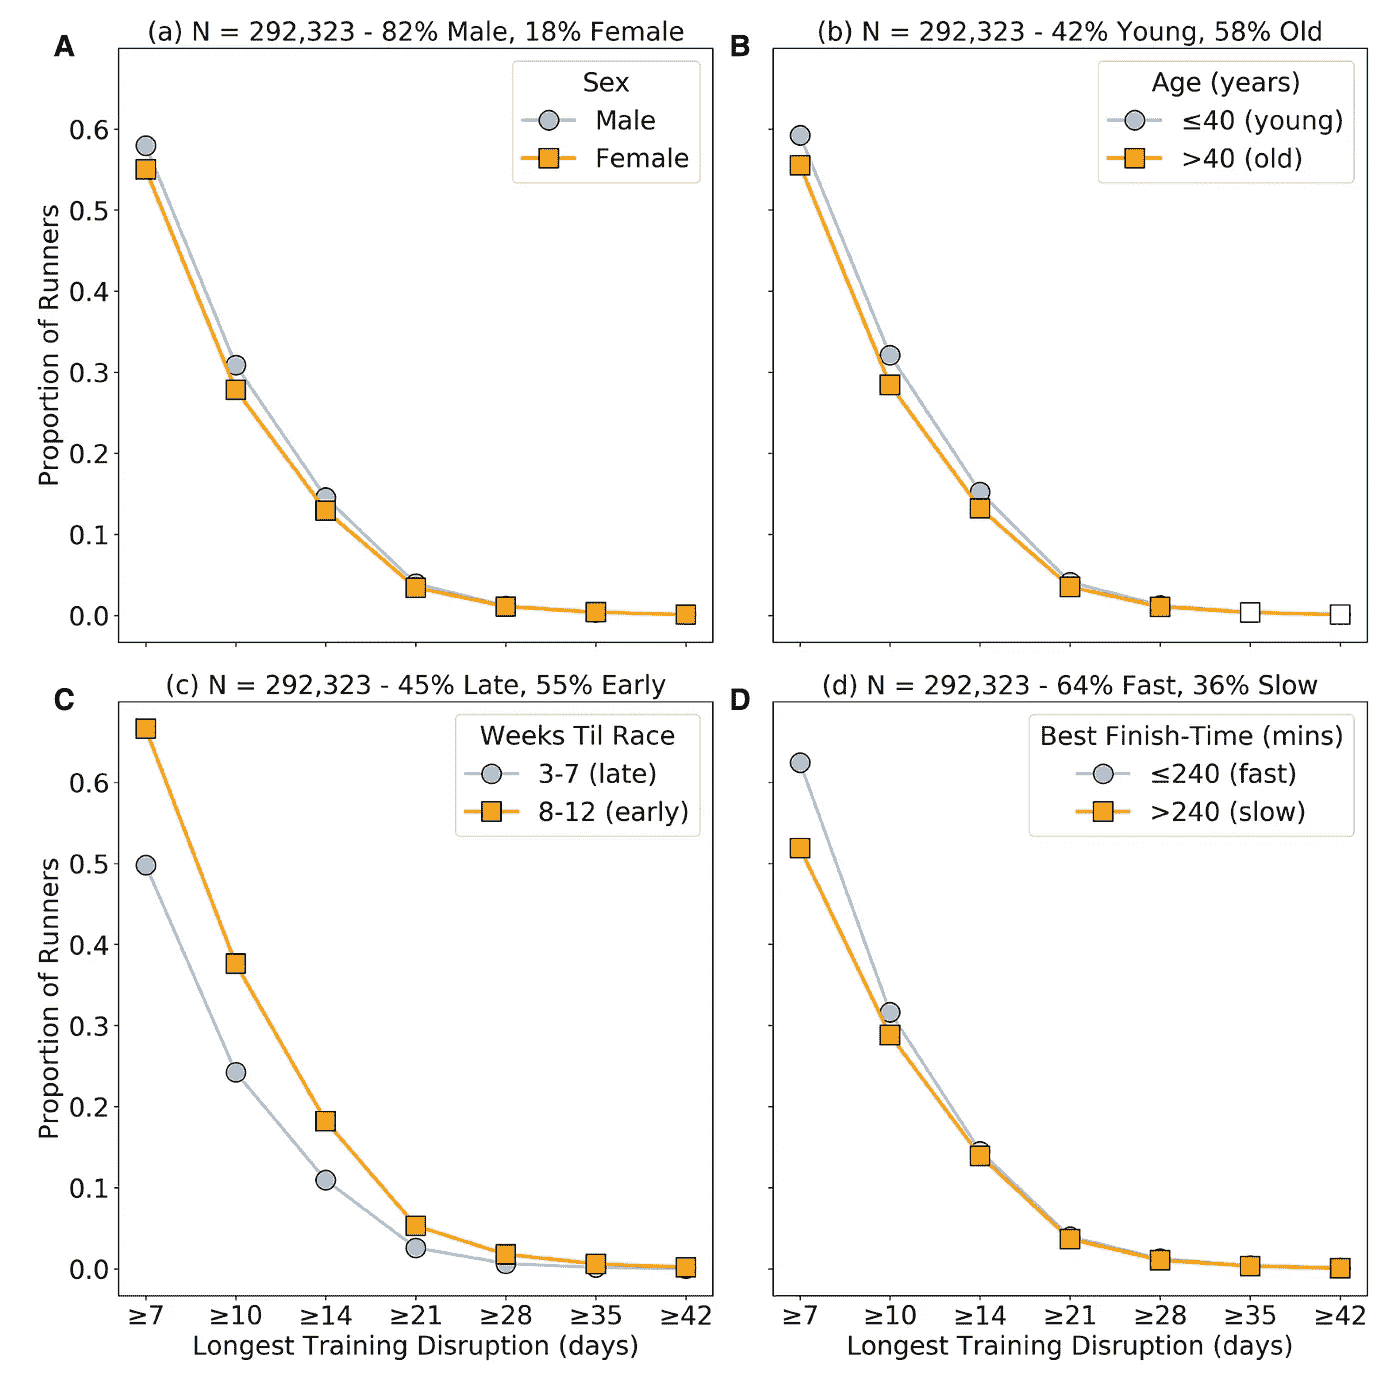 A
(a) N = 292,323 - 82% Male, 18% Female
Sex
Male
Female
0.6
0.5
0.4
0.3
0.2
0.1
0.0
Proportion of Runners
B
(b) N = 292,323 - 42% Young, 58% Old
Age (years)
≤40 (young)
>40 (old)
C
(c) N = 292,323 - 45% Late, 55% Early
Weeks Til Race
3-7 (late)
8-12 (early)
0.6
0.5
0.4
0.3
0.2
0.1
0.0
Proportion of Runners
≥7 ≥10 ≥14 ≥21 ≥28 ≥35 ≥42
Longest Training Disruption (days)
D
(d) N = 292,323 - 64% Fast, 36% Slow
Best Finish-Time (mins)
≤240 (fast)
>240 (slow)
≥7 ≥10 ≥14 ≥21 ≥28 ≥35 ≥42
Longest Training Disruption (days)